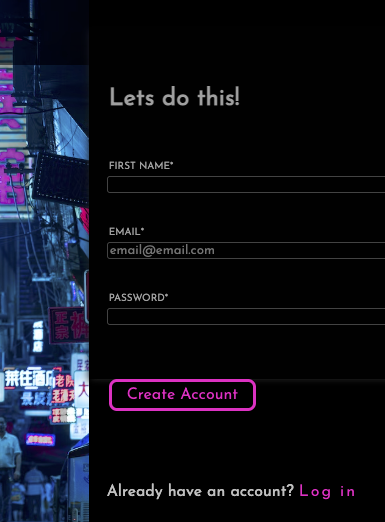 Lets do this!
FIRST NAME*
EMAIL*
email@email.com
PASSWORD*
Create Account
Already have an account? Log in